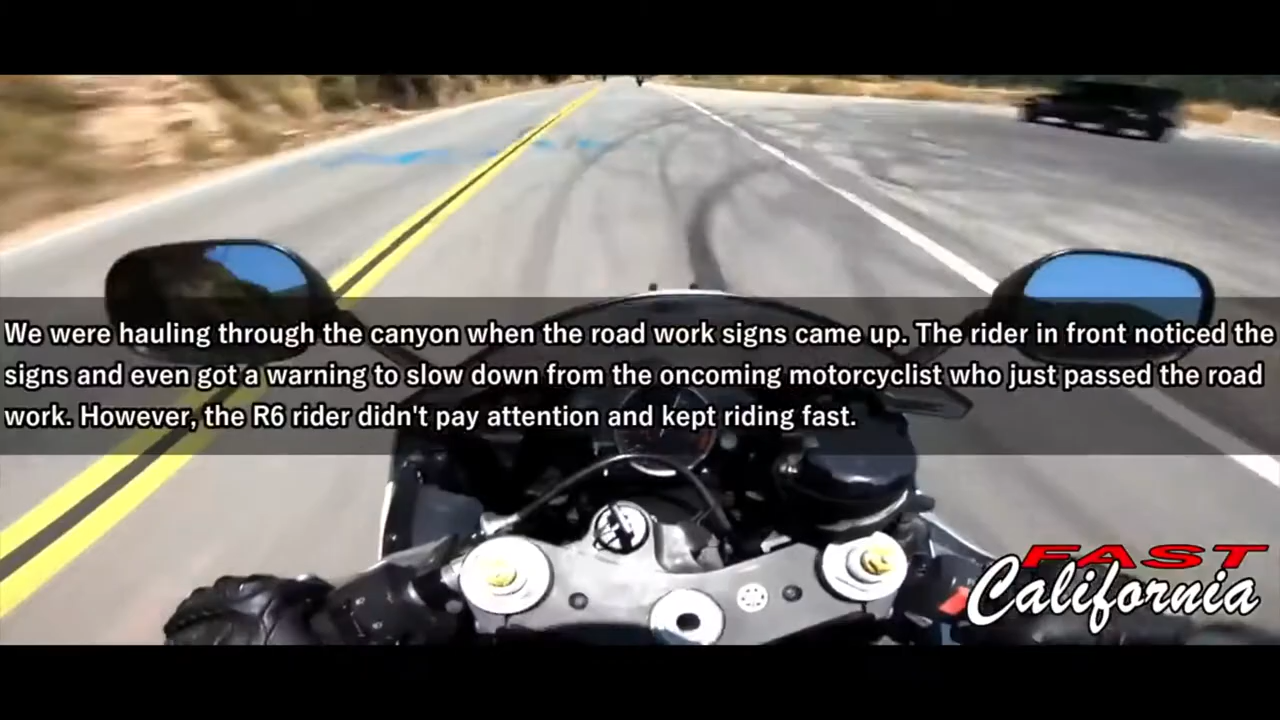 We were hauling through the canyon when the road work signs came up. The rider in front noticed the
signs and even got a warning to slow down from the oncoming motorcyclist who just passed the road
work. However, the R6 rider didn't pay attention and kept riding fast.
FAST
California